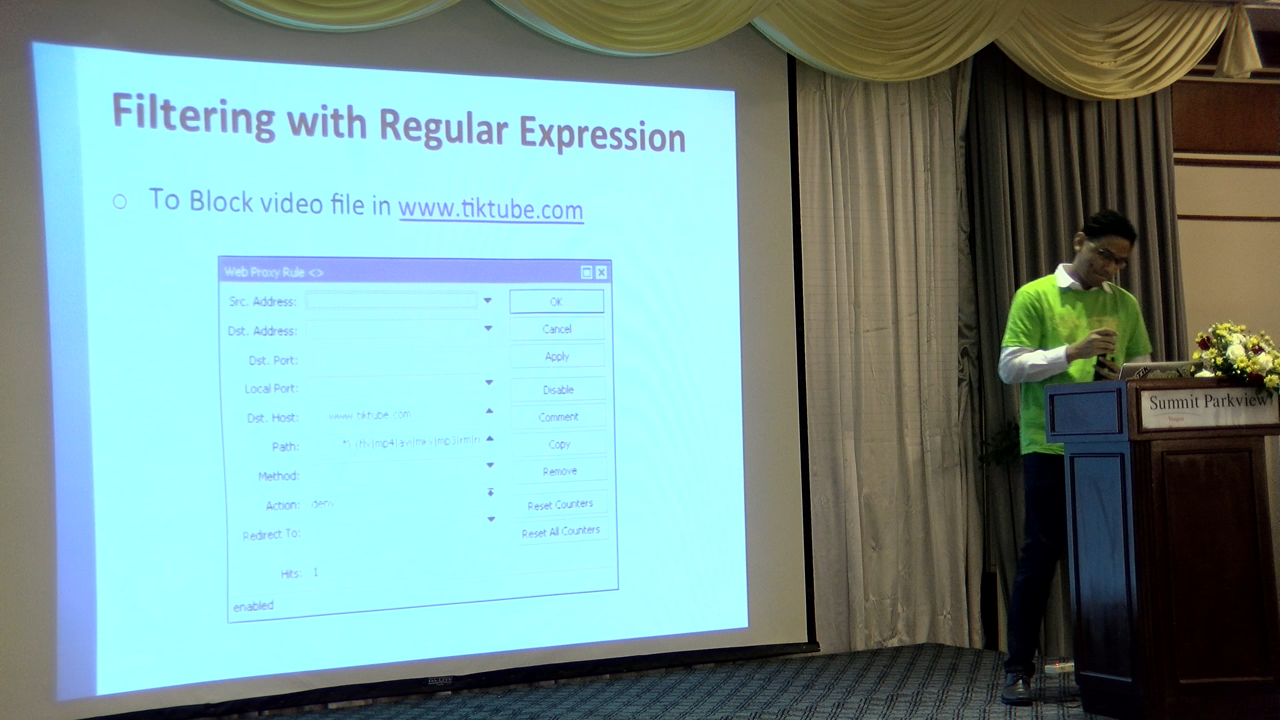 Filtering with Regular Expression
To Block video file in www.tiktube.com
Web Proxy Rule <>
Src. Address:
OK
Dst. Address:
Cancel
Dst. Port:
Apply
Local Port:
Disable
Dst. Host: www.tiktube.com
Comment
Path:
Copy
Method:
Remove
Action: deny
Reset Counters
Redirect To:
Reset All Counters
Hits: 1
enabled
Summit Parkview